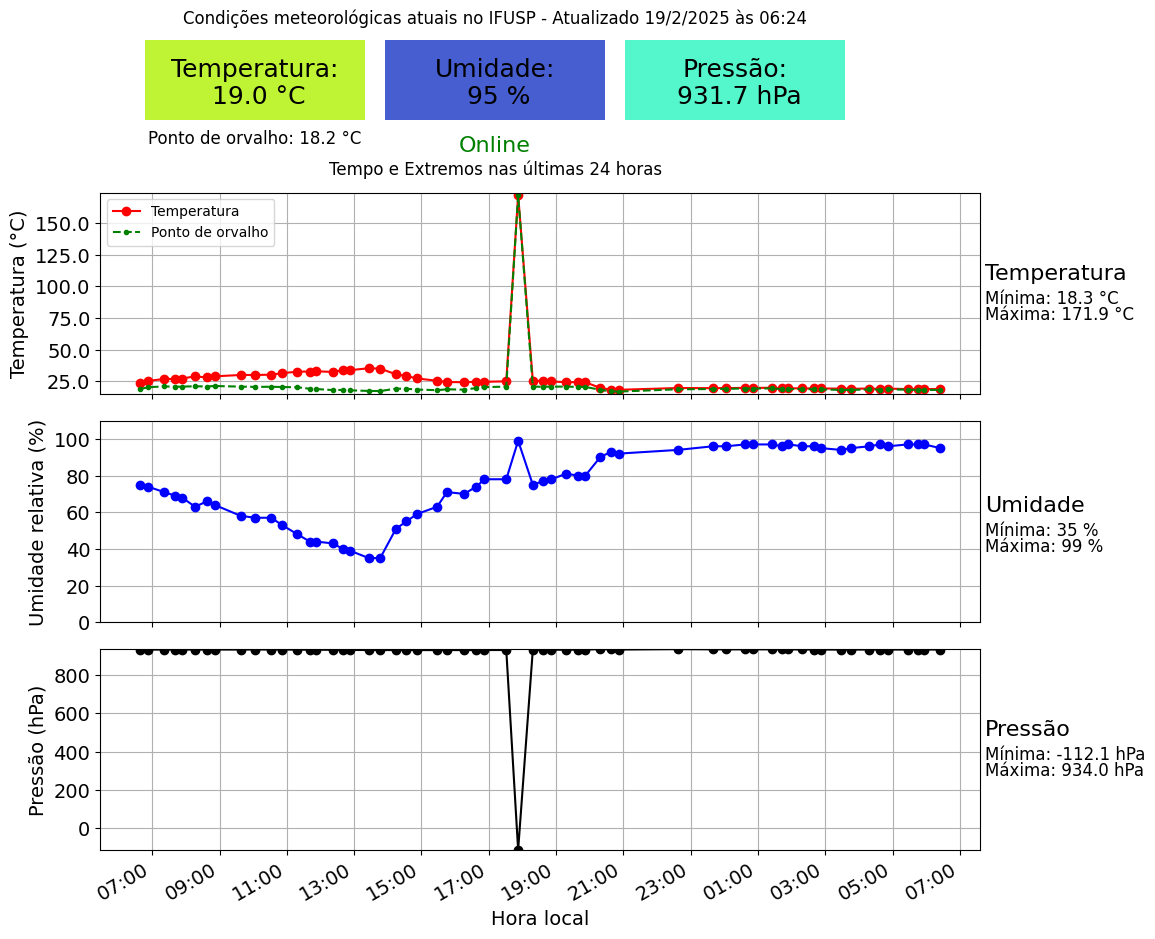 Condições meteorológicas atuais no IFUSP - Atualizado 19/2/2025 às 06:24
Temperatura:
19.0 °C
Umidade:
95 %
Pressão:
931.7 hPa
Ponto de orvalho: 18.2 °C
Online
Tempo e Extremos nas últimas 24 horas
Temperatura (°C)
150.0
125.0
100.0
75.0
50.0
25.0
Temperatura
Ponto de orvalho
Temperatura
Mínima: 18.3 °C
Máxima: 171.9 °C
Umidade relativa (%)
100
80
60
40
20
0
Umidade
Mínima: 35 %
Máxima: 99 %
Pressão (hPa)
800
600
400
200
0
Pressão
Mínima: -112.1 hPa
Máxima: 934.0 hPa
07:00 09:00 11:00 13:00 15:00 17:00 19:00 21:00 23:00 01:00 03:00 05:00 07:00
Hora local